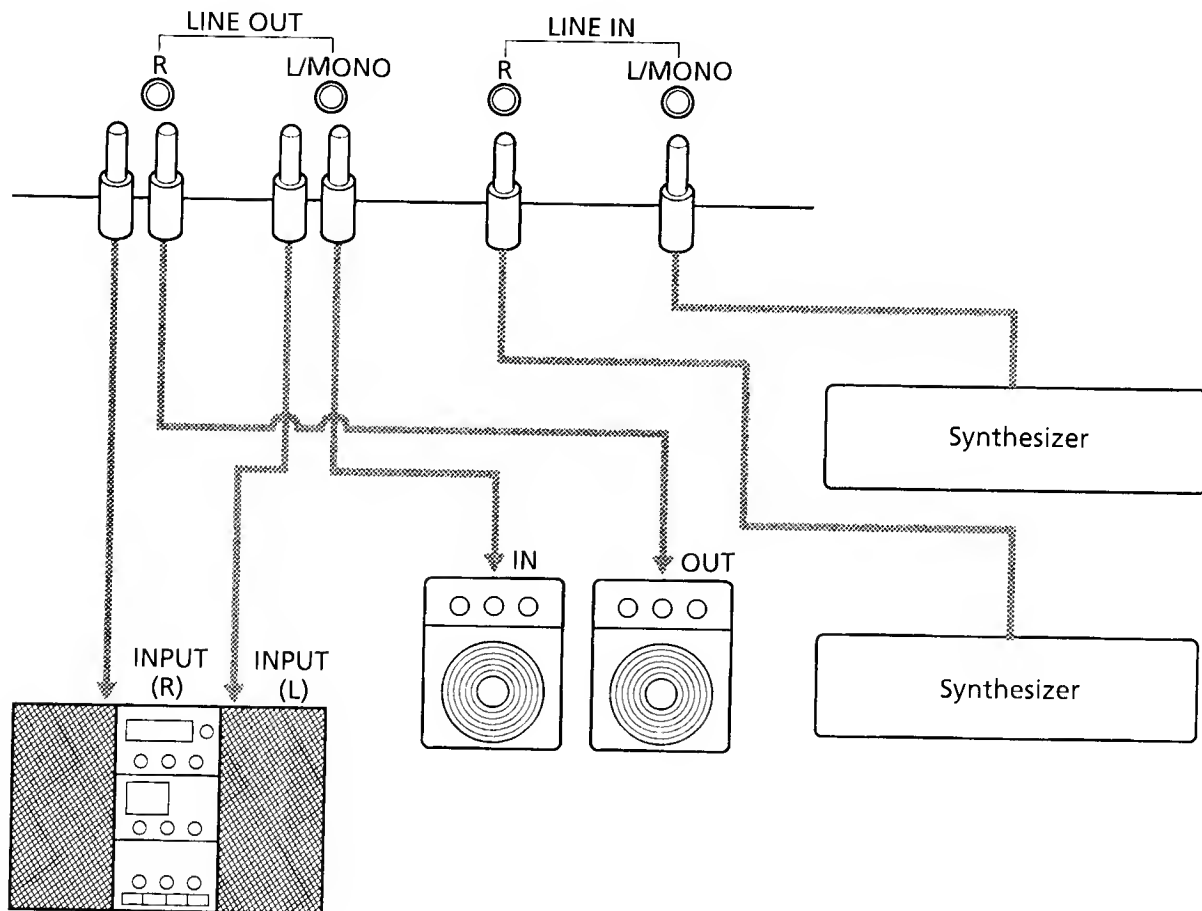 LINE OUT
LINE IN
R
L/MONO
R
L/MONO
Synthesizer
IN
OUT
INPUT
(R)
INPUT
(L)
Synthesizer